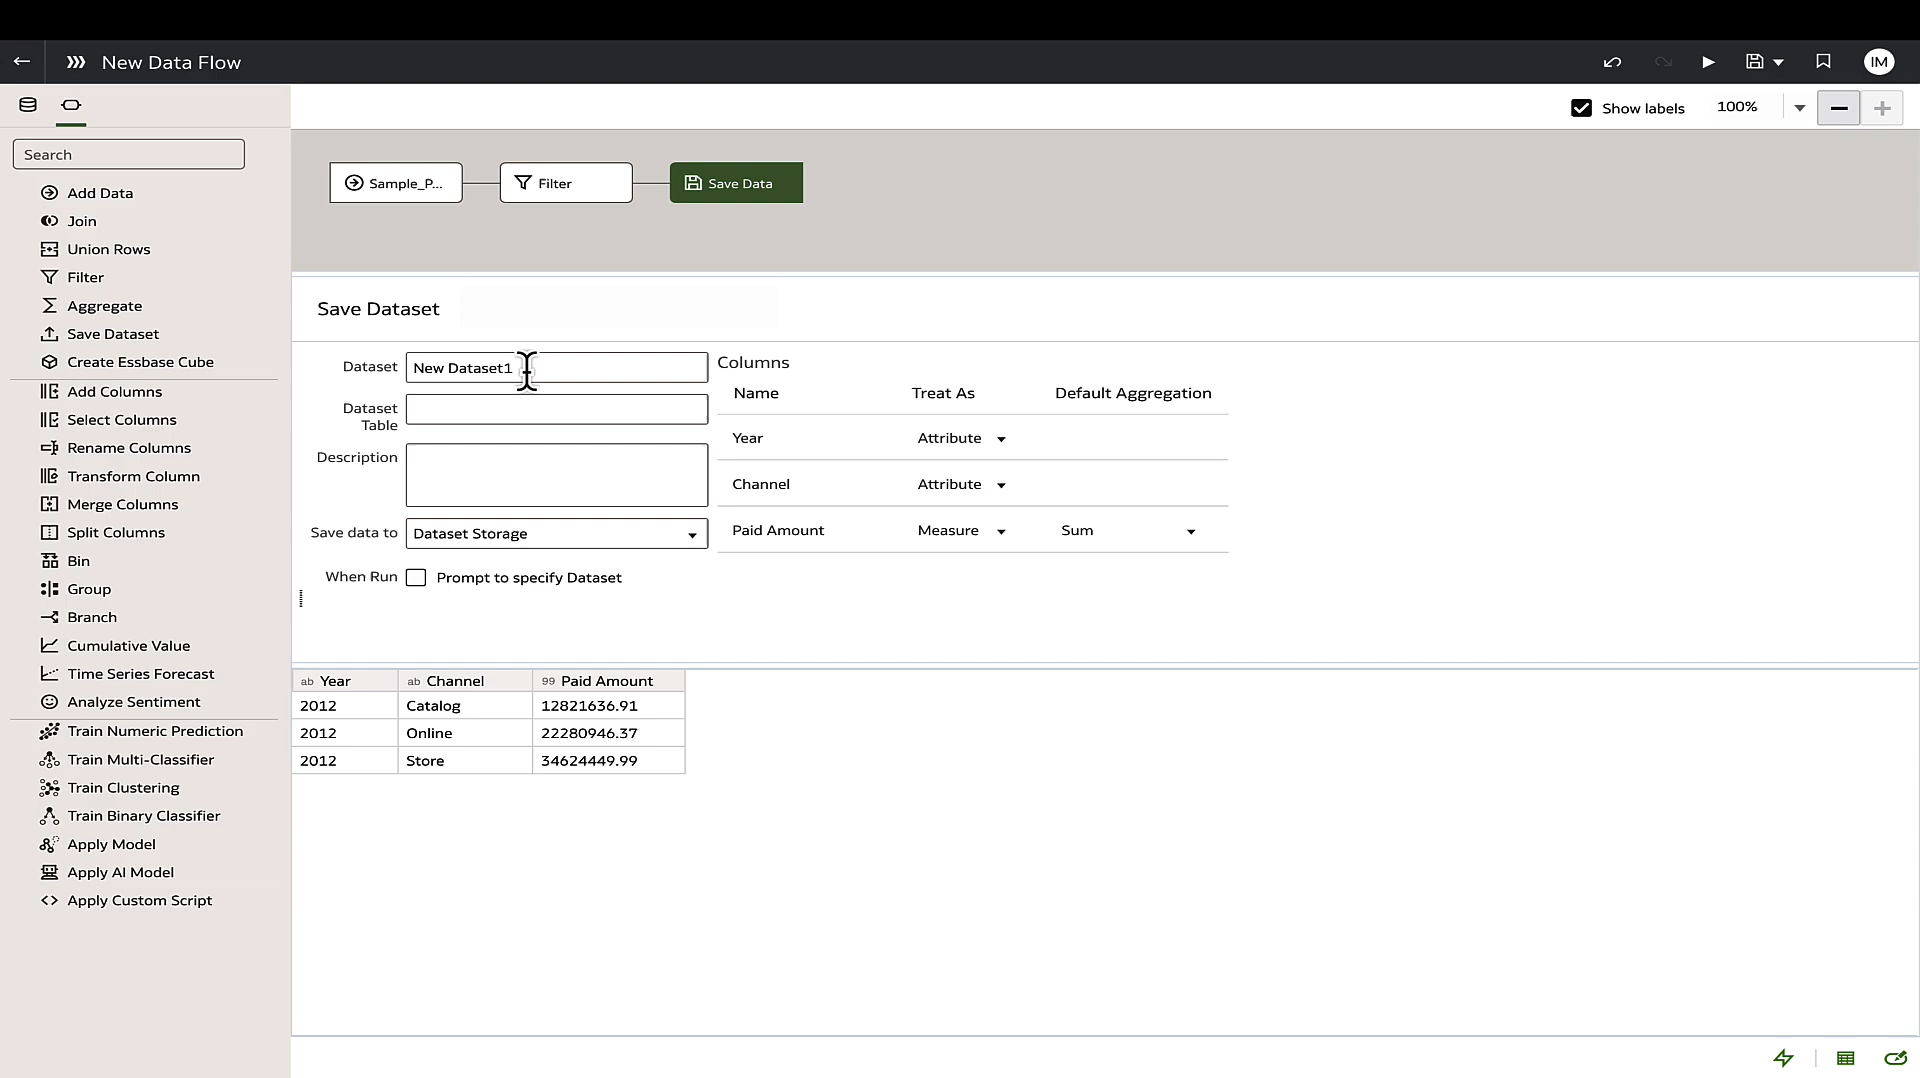 New Data Flow
IM
Show labels
100%
Search
Add Data
Join
Union Rows
Filter
Aggregate
Save Dataset
Create Essbase Cube
Add Columns
Select Columns
Rename Columns
Transform Column
Merge Columns
Split Columns
Bin
Group
Branch
Cumulative Value
Time Series Forecast
Analyze Sentiment
Train Numeric Prediction
Train Multi-Classifier
Train Clustering
Train Binary Classifier
Apply Model
Apply AI Model
Apply Custom Script
Sample_P...
Filter
Save Data
Save Dataset
Dataset New Dataset1
Dataset
Table
Description
Save data to Dataset Storage
When Run Prompt to specify Dataset
Columns
Name Treat As Default Aggregation
Year Attribute
Channel Attribute
Paid Amount Measure Sum
ab Year ab Channel 99 Paid Amount
2012 Catalog 12821636.91
2012 Online 22280946.37
2012 Store 34624449.99